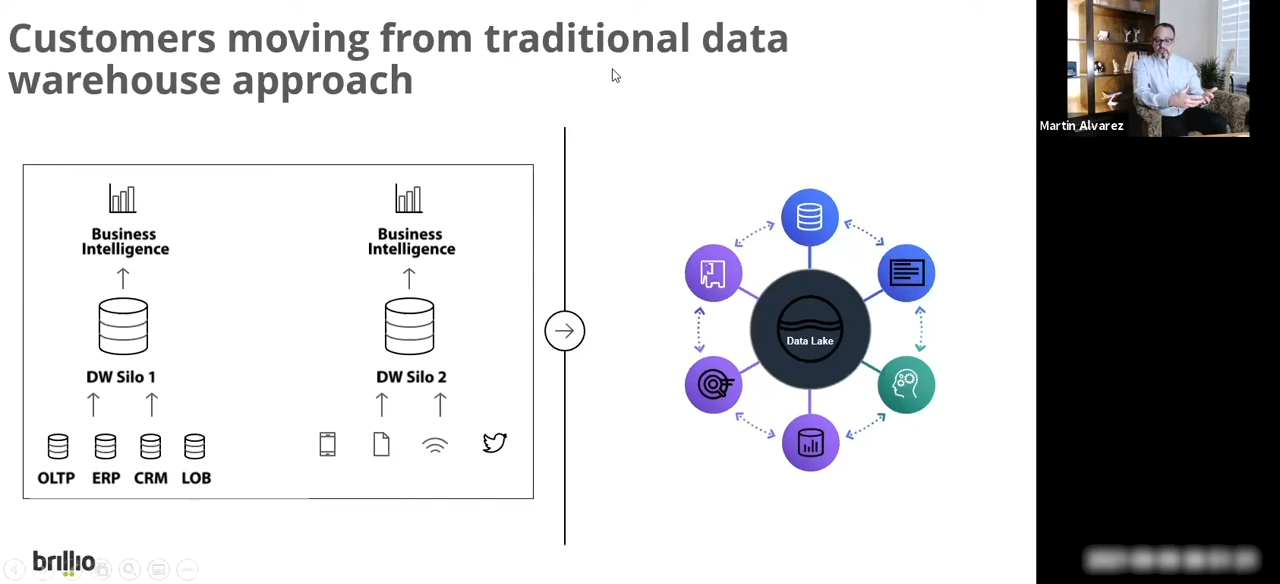 Customers moving from traditional data
warehouse approach
Martin Alvarez
Business
Intelligence
Business
Intelligence
DW Silo 1
DW Silo 2
OLTP ERP CRM LOB
Data Lake
brillio